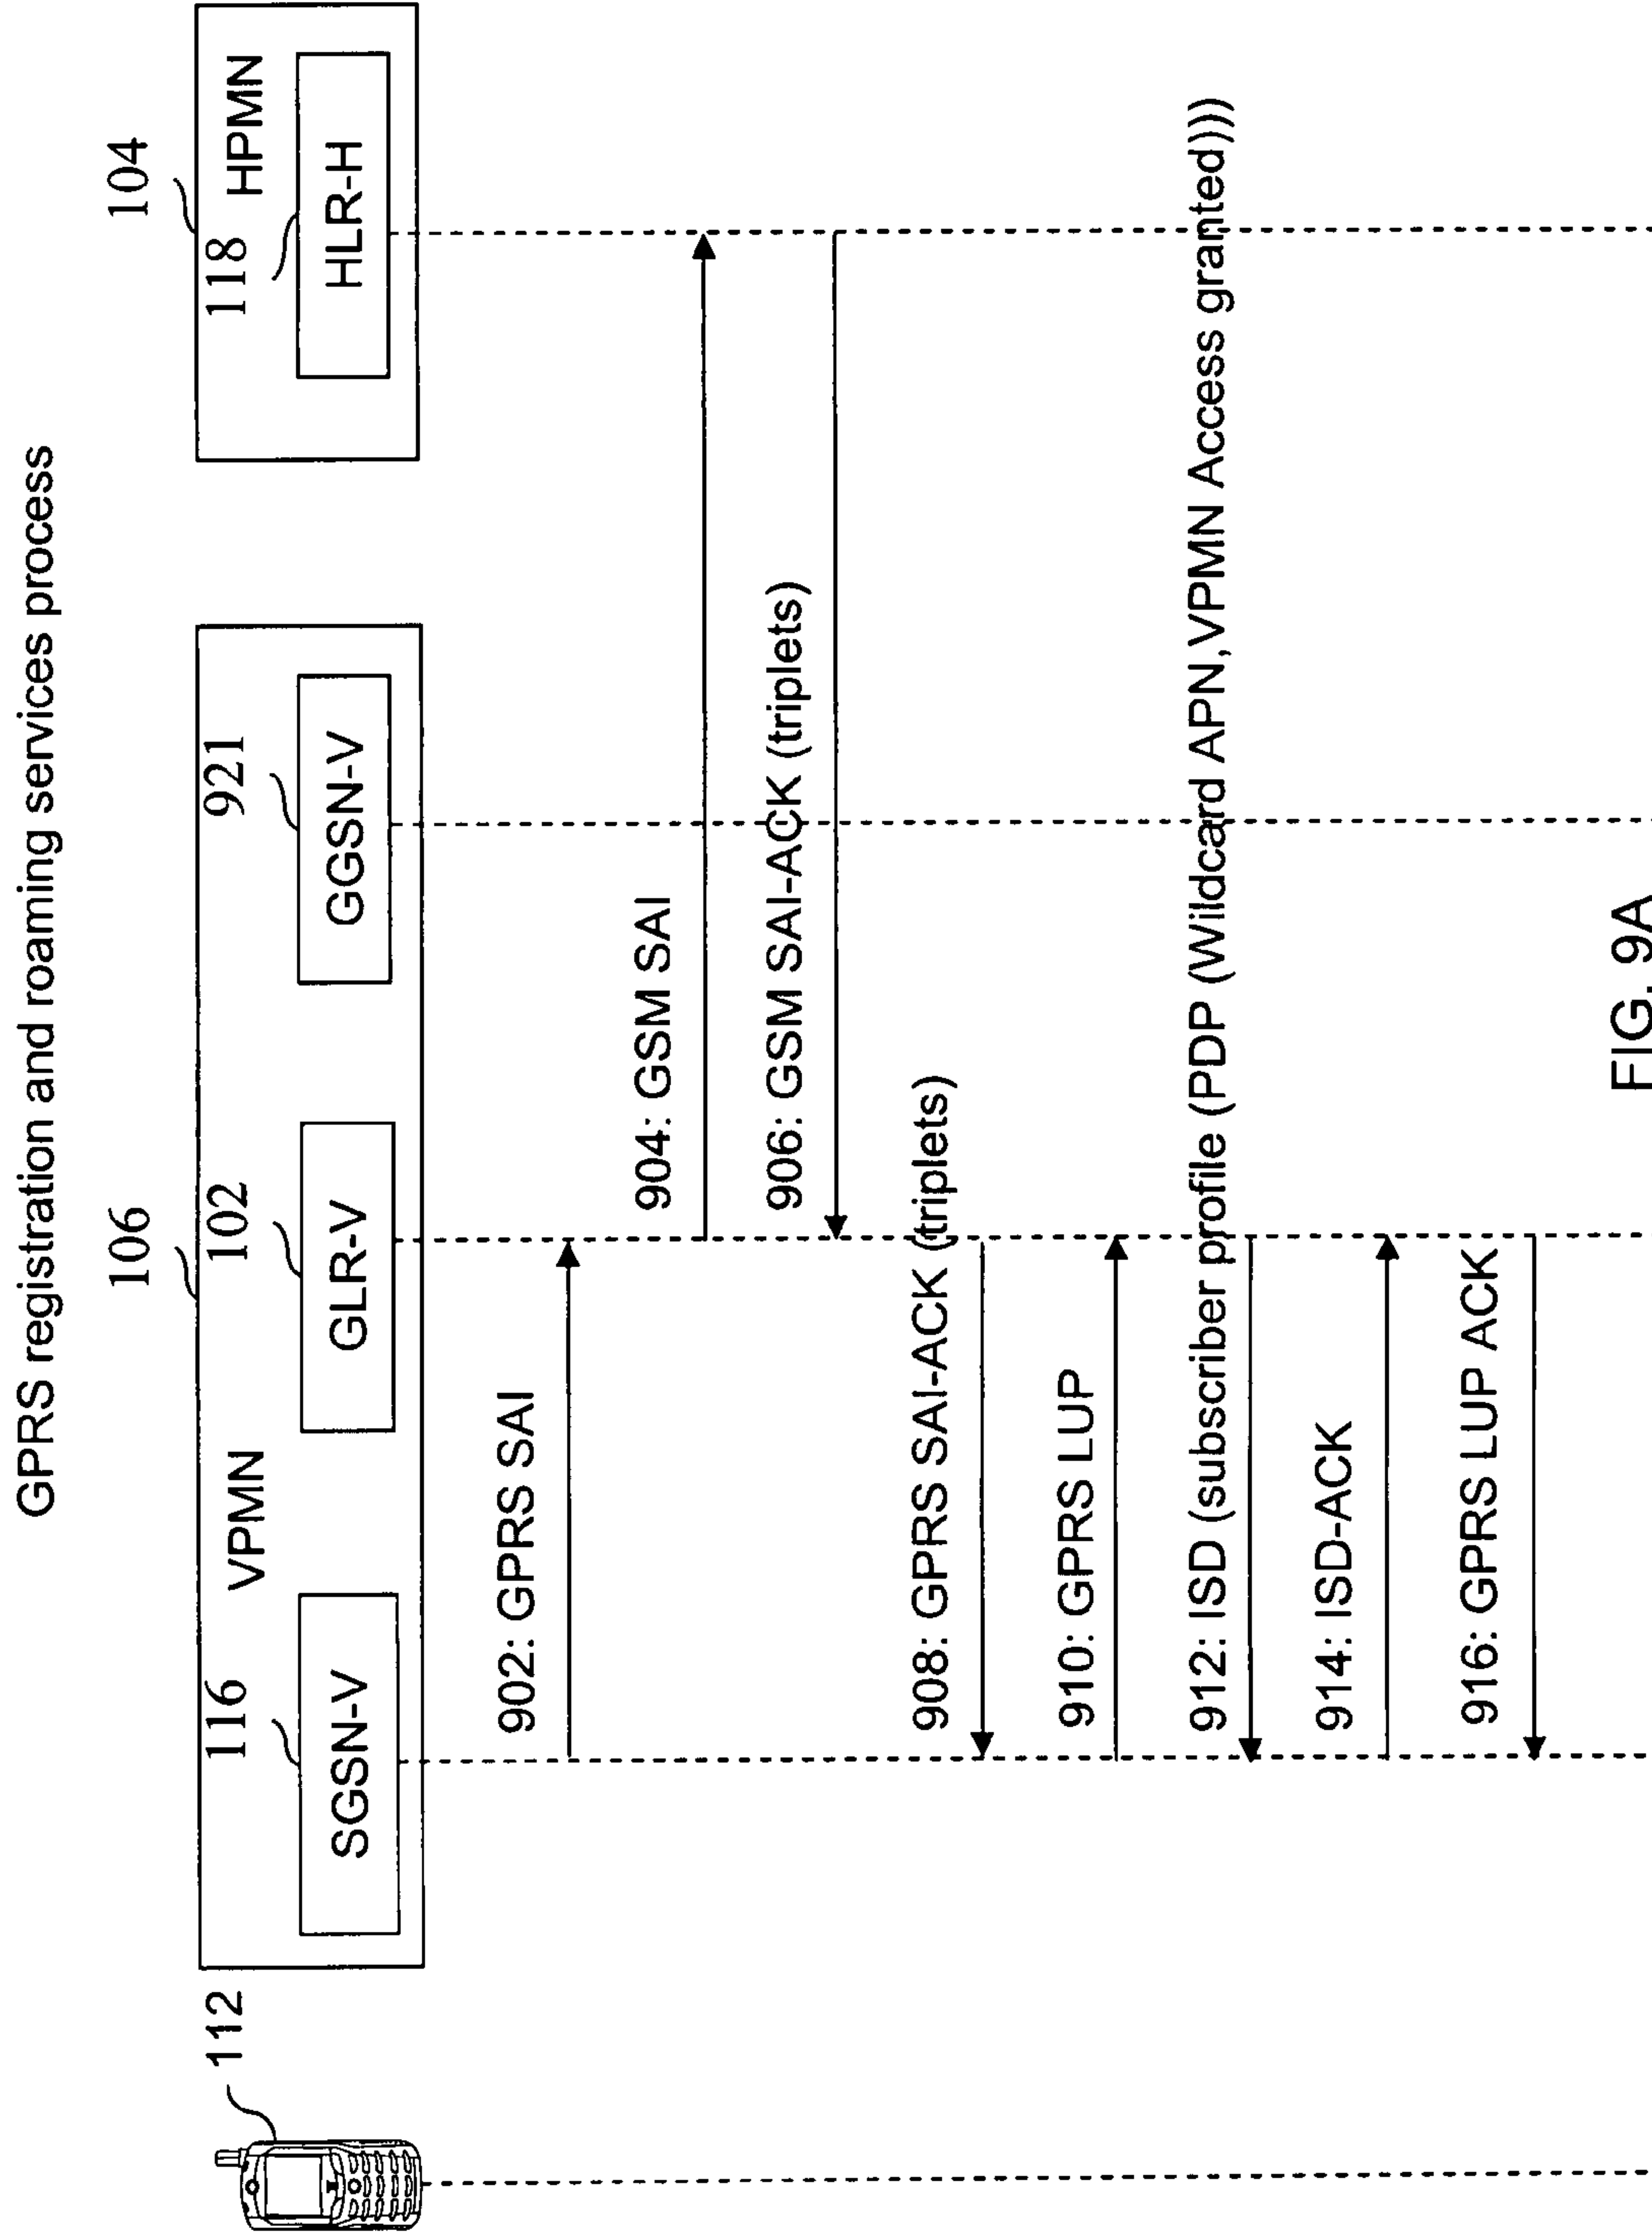 GPRS registration and roaming services process
112
106
104
VPMN
HPMN
116
102
921
118
SGSN-V
GLR-V
GGSN-V
HLR-H
902: GPRS SAI
904: GSM SAI
906: GSM SAI-ACK (triplets)
908: GPRS SAI-ACK (triplets)
910: GPRS LUP
912: ISD (subscriber profile (PDP (Wildcard APN,VPMN Access granted)))
914: ISD-ACK
916: GPRS LUP ACK
FIG. 9A